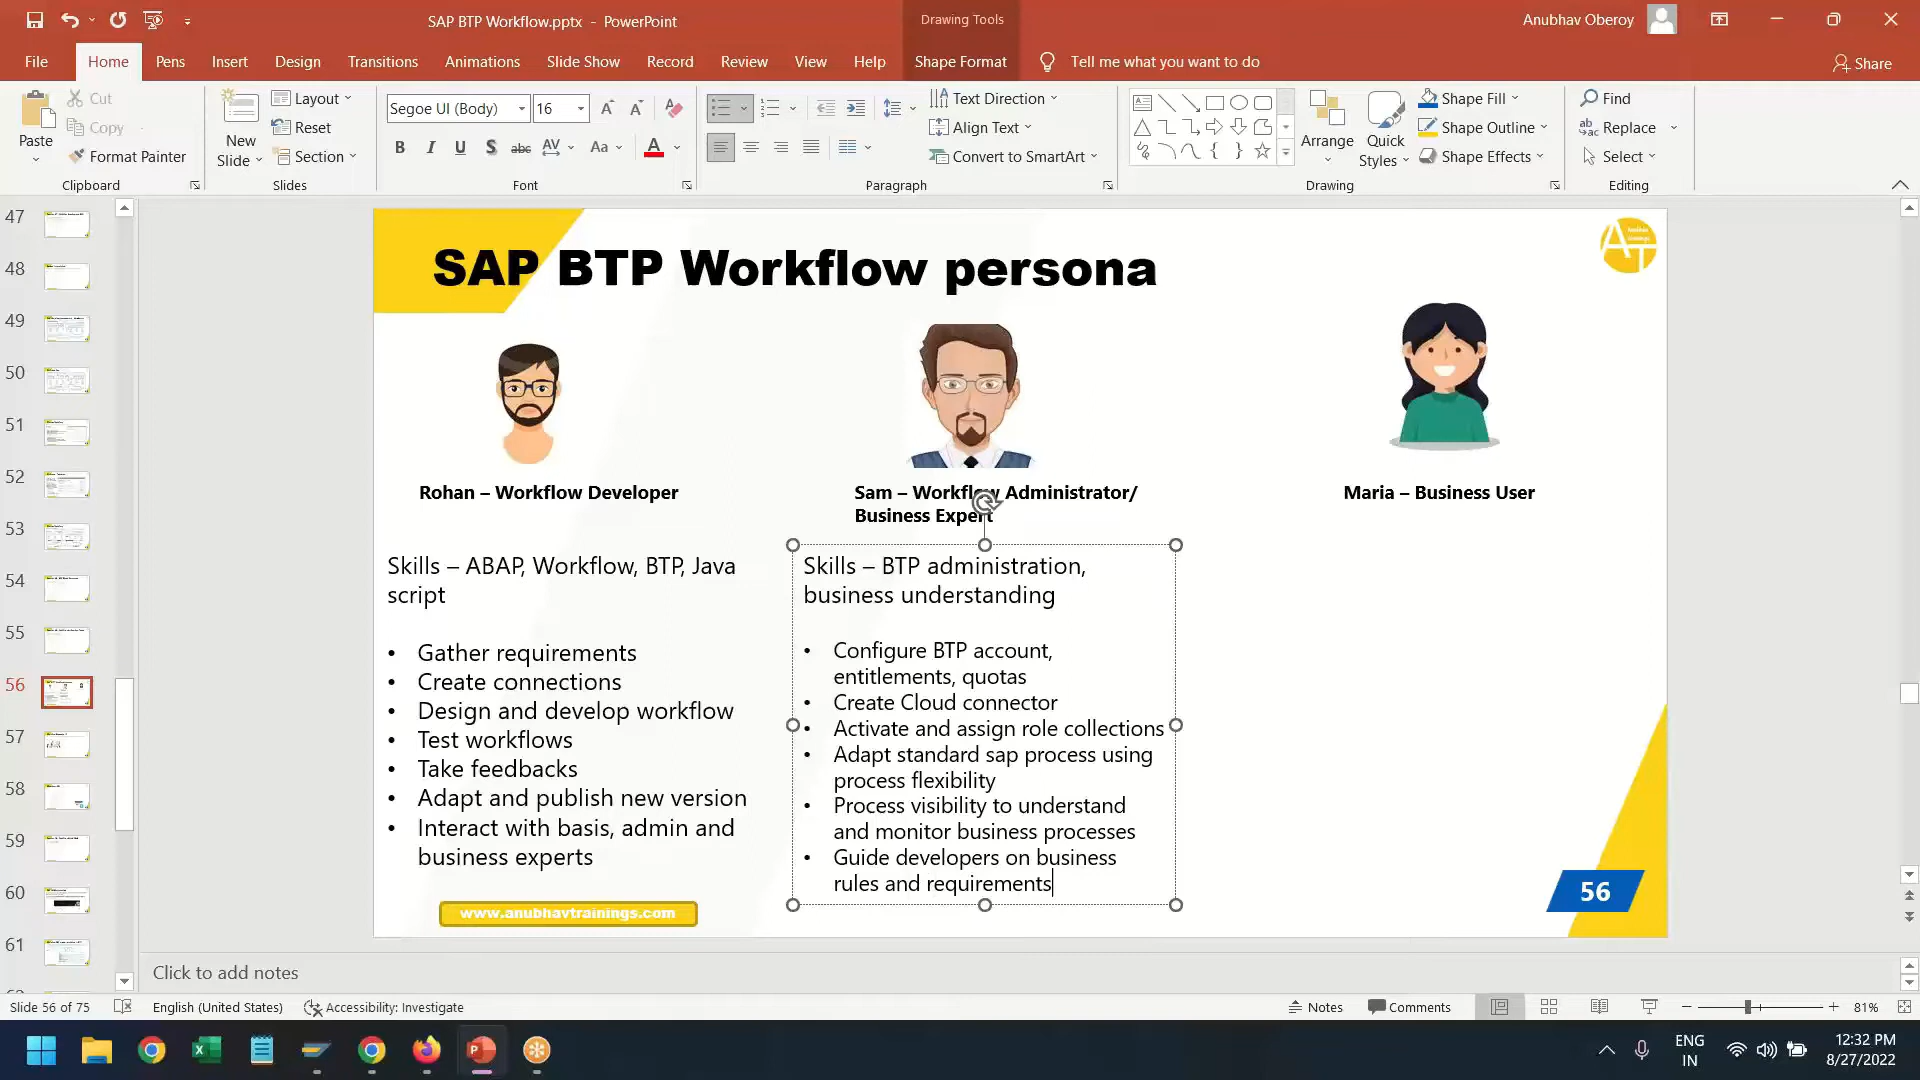 SAP BTP Workflow.pptx - PowerPoint
Drawing Tools
Anubhav Oberoy
File
Home
Pens
Insert
Design
Transitions
Animations
Slide Show
Record
Review
View
Help
Shape Format
Tell me what you want to do
Share
Paste
Cut
Copy
Format Painter
Clipboard
New
Slide
Layout
Reset
Section
Slides
Segoe UI (Body)
16
Font
Text Direction
Align Text
Convert to SmartArt
Paragraph
Arrange
Quick
Styles
Shape Fill
Shape Outline
Shape Effects
Drawing
Find
Replace
Select
Editing
47
48
49
50
51
52
53
54
55
56
57
58
59
60
61
SAP BTP Workflow persona
Rohan – Workflow Developer
Sam – Workflow Administrator/
Business Expert
Maria – Business User
Skills – ABAP, Workflow, BTP, Java
script
• Gather requirements
• Create connections
• Design and develop workflow
• Test workflows
• Take feedbacks
• Adapt and publish new version
• Interact with basis, admin and
business experts
Skills – BTP administration,
business understanding
• Configure BTP account,
entitlements, quotas
• Create Cloud connector
• Activate and assign role collections
• Adapt standard sap process using
process flexibility
• Process visibility to understand
and monitor business processes
• Guide developers on business
rules and requirements
www.anubhavtrainings.com
56
Click to add notes
Slide 56 of 75
English (United States)
Accessibility: Investigate
Notes
Comments
81%
ENG
IN
12:32 PM
8/27/2022